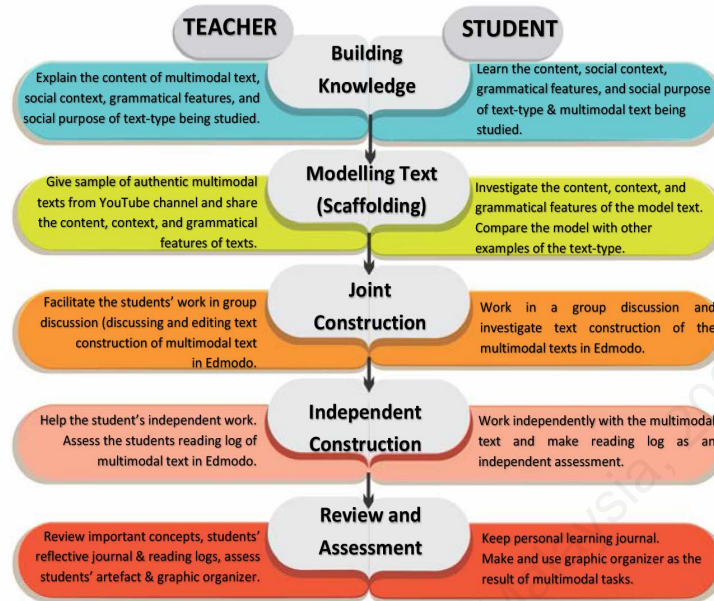 TEACHER
STUDENT
Building
Knowledge
Explain the content of multimodal text,
social context, grammatical features, and
social purpose of text-type being studied.
Learn the content, social context,
grammatical features, and social purpose
of text-type & multimodal text being
studied.
Modelling Text
(Scaffolding)
Give sample of authentic multimodal
texts from YouTube channel and share
the content, context, and grammatical
features of texts.
Investigate the content, context, and
grammatical features of the model text.
Compare the model with other
examples of the text-type.
Joint
Construction
Facilitate the students' work in group
discussion (discussing and editing text
construction of multimodal text
in Edmodo.
Work in a group discussion and
investigate text construction of the
multimodal texts in Edmodo.
Independent
Construction
Help the student's independent work.
Assess the students reading log of
multimodal text in Edmodo.
Work independently with the multimodal
text and make reading log as an
independent assessment.
Review and
Assessment
Review important concepts, students'
reflective journal & reading logs, assess
students' artefact & graphic organizer.
Keep personal learning journal.
Make and use graphic organizer as the
result of multimodal tasks.